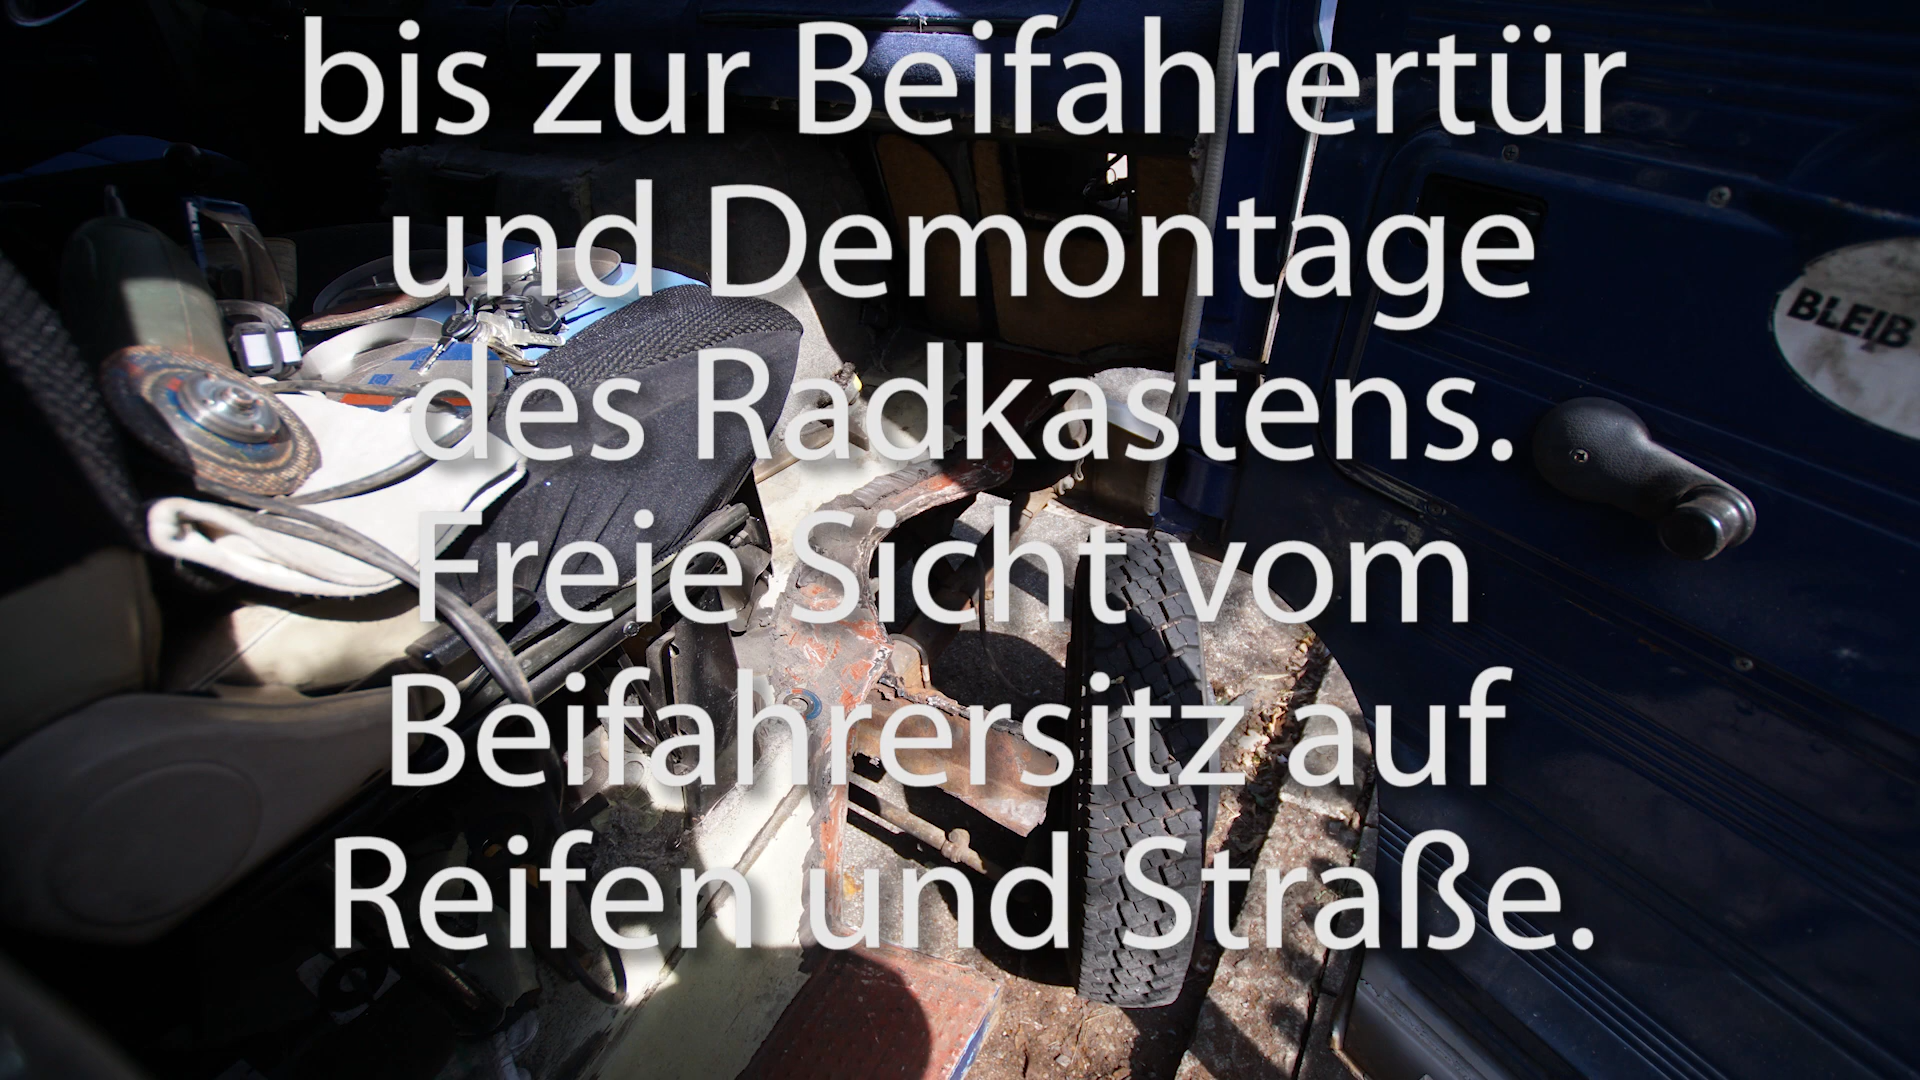 bis zur Beifahrertür
und Demontage
des Radkastens.
Freie Sicht vom
Beifahrersitz auf
Reifen und Straße.
BLEIB